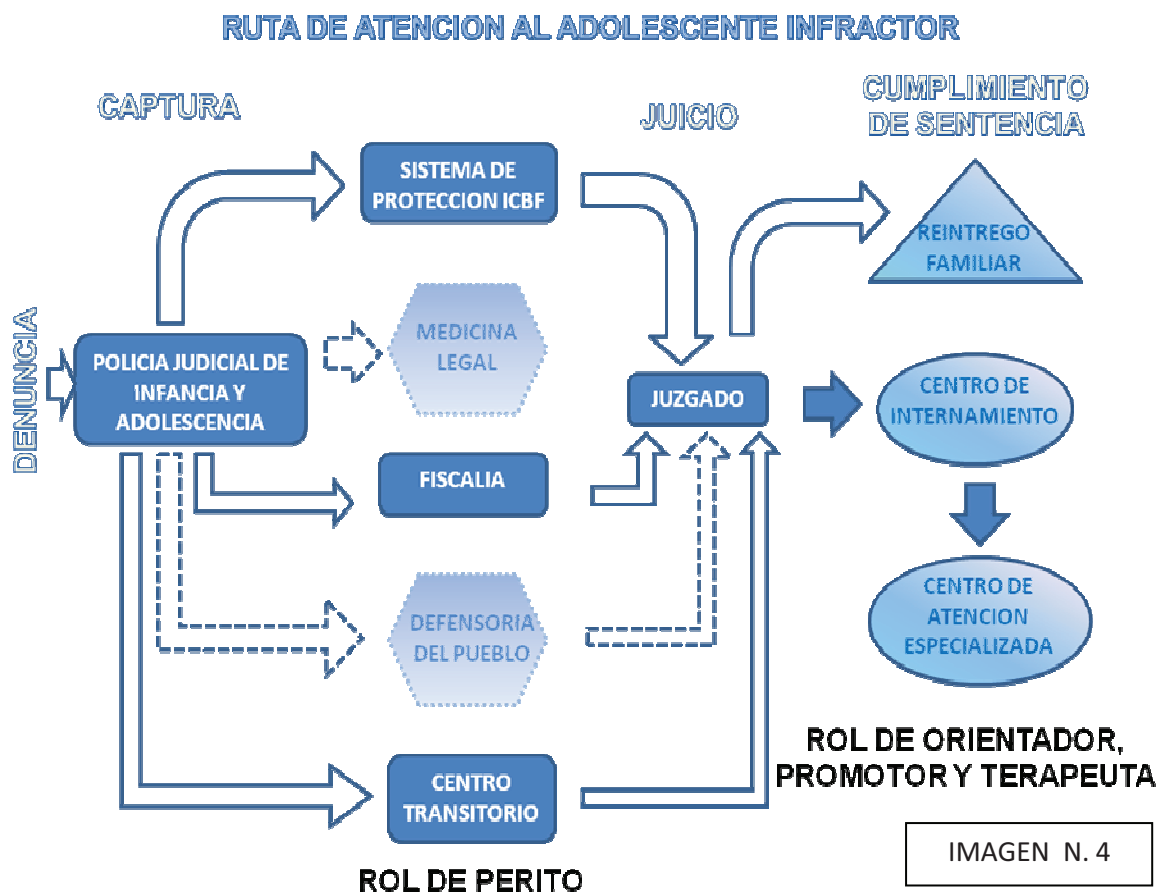 RUTA DE ATENCION AL ADOLESCENTE INFRACTOR
CAPTURA
JUICIO
CUMPLIMIENTO
DE SENTENCIA
DENUNCIA
POLICIA JUDICIAL DE
INFANCIA Y
ADOLESCENCIA
SISTEMA DE
PROTECCION ICBF
MEDICINA
LEGAL
FISCALIA
DEFENSORIA
DEL PUEBLO
CENTRO
TRANSITORIO
ROL DE PERITO
JUZGADO
REINTREGO
FAMILIAR
CENTRO DE
INTERNAMIENTO
CENTRO DE
ATENCION
ESPECIALIZADA
ROL DE ORIENTADOR,
PROMOTOR Y TERAPEUTA
IMAGEN N. 4